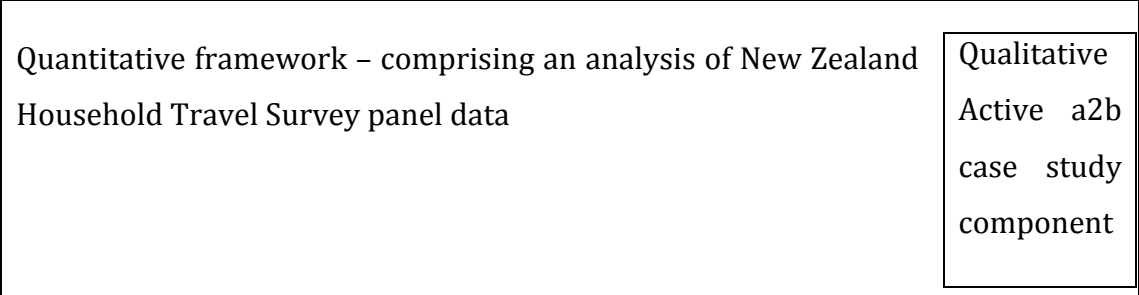 Quantitative framework – comprising an analysis of New Zealand
Household Travel Survey panel data
Qualitative
Active a2b
case study
component